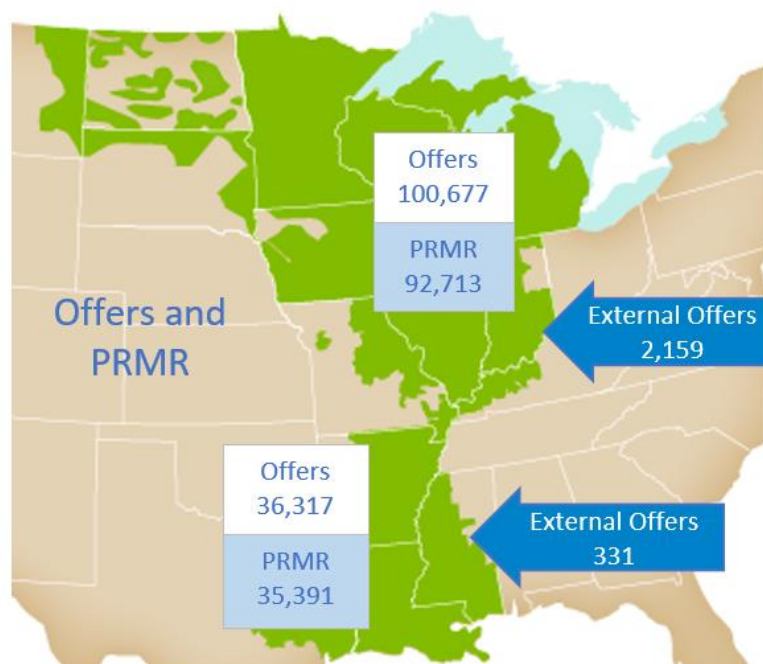 Offers
100,677
PRMR
92,713
Offers and
PRMR
External Offers
2,159
Offers
36,317
PRMR
35,391
External Offers
331